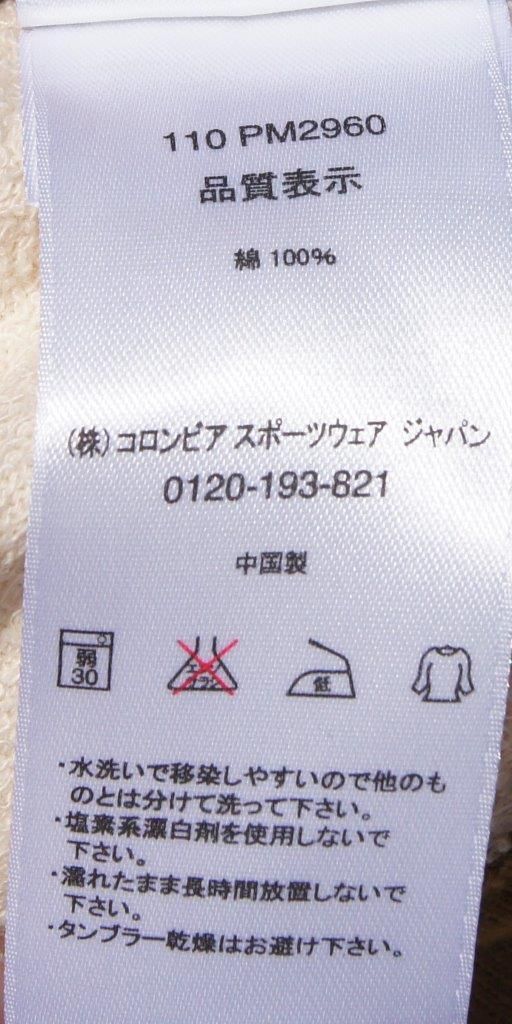 110 PM2960
品質表示
綿 100%
(株)コロンビア スポーツウェア ジャパン
0120-193-821
中国製
弱
30
エンソ
サラシ
低
・水洗いで移染しやすいので他のも
のとは分けて洗って下さい。
・塩素系漂白剤を使用しないで
下さい。
・濡れたまま長時間放置しないで
下さい。
・タンブラー乾燥はお避け下さい。